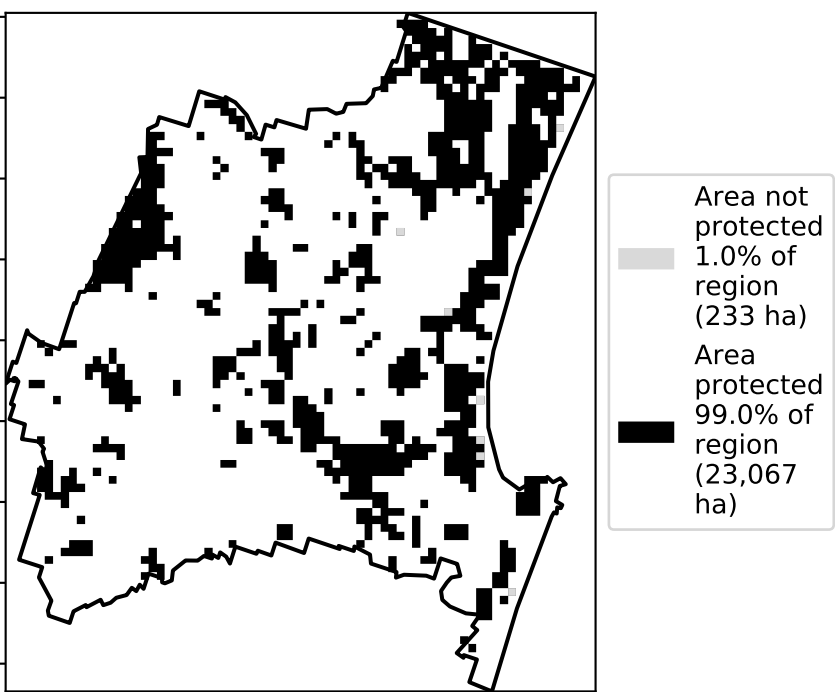 Area not
protected
1.0% of
region
(233 ha)
Area
protected
99.0% of
region
(23,067
ha)